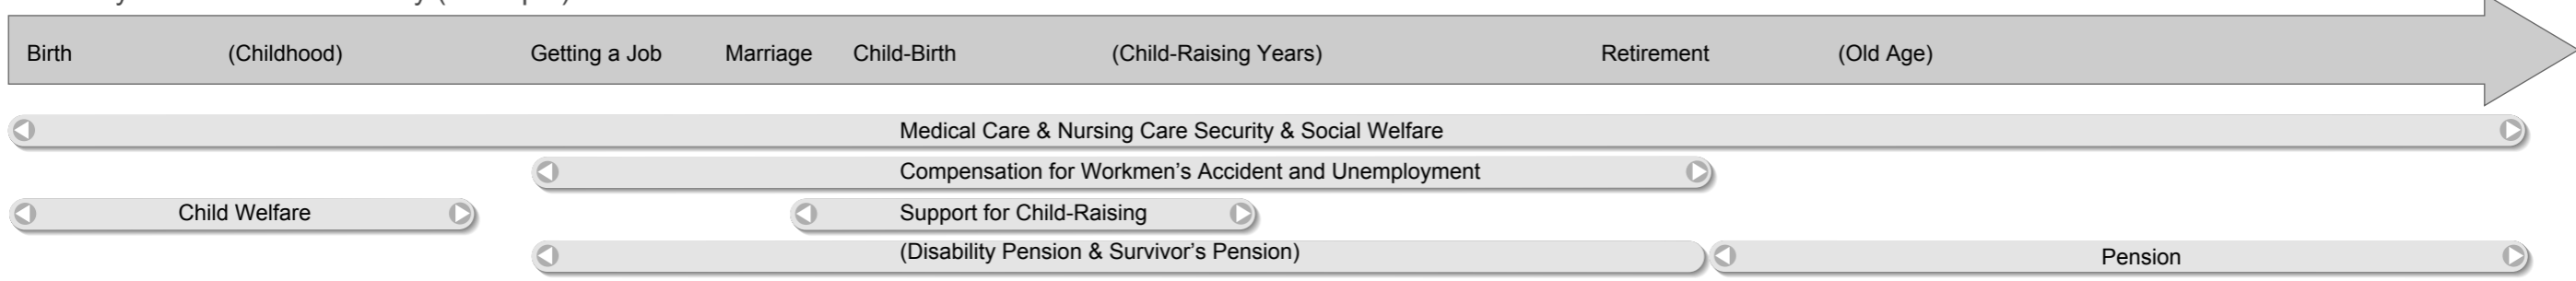 Birth (Childhood) Getting a Job Marriage Child-Birth (Child-Raising Years) Retirement (Old Age)
Medical Care & Nursing Care Security & Social Welfare
Compensation for Workmen’s Accident and Unemployment
Child Welfare Support for Child-Raising
(Disability Pension & Survivor’s Pension) Pension